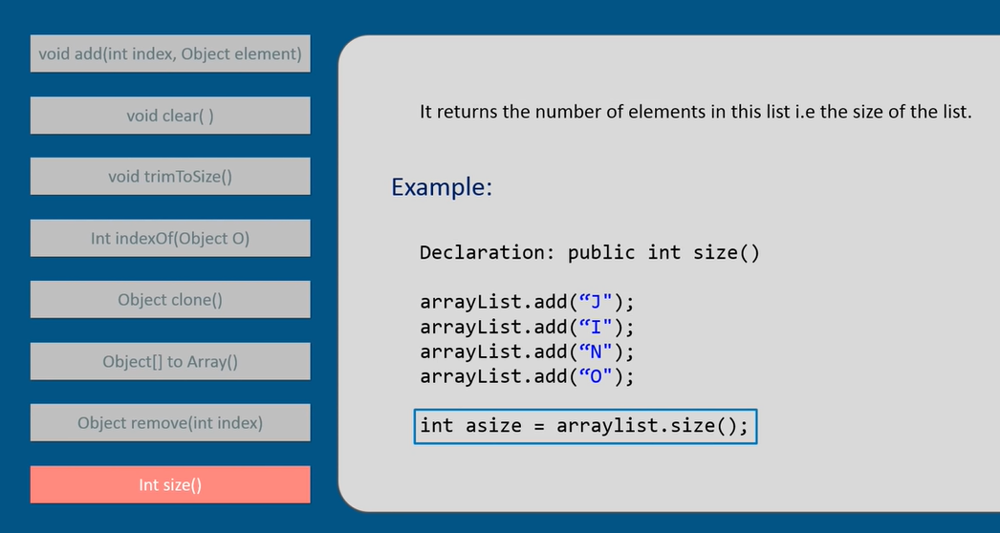 void add(int index, Object element)
void clear( )
void trimToSize()
Int indexOf(Object O)
Object clone()
Object[] to Array()
Object remove(int index)
Int size()
It returns the number of elements in this list i.e the size of the list.
Example:
Declaration: public int size()
arrayList.add(“J");
arrayList.add(“I");
arrayList.add(“N");
arrayList.add(“O");
int asize = arraylist.size();